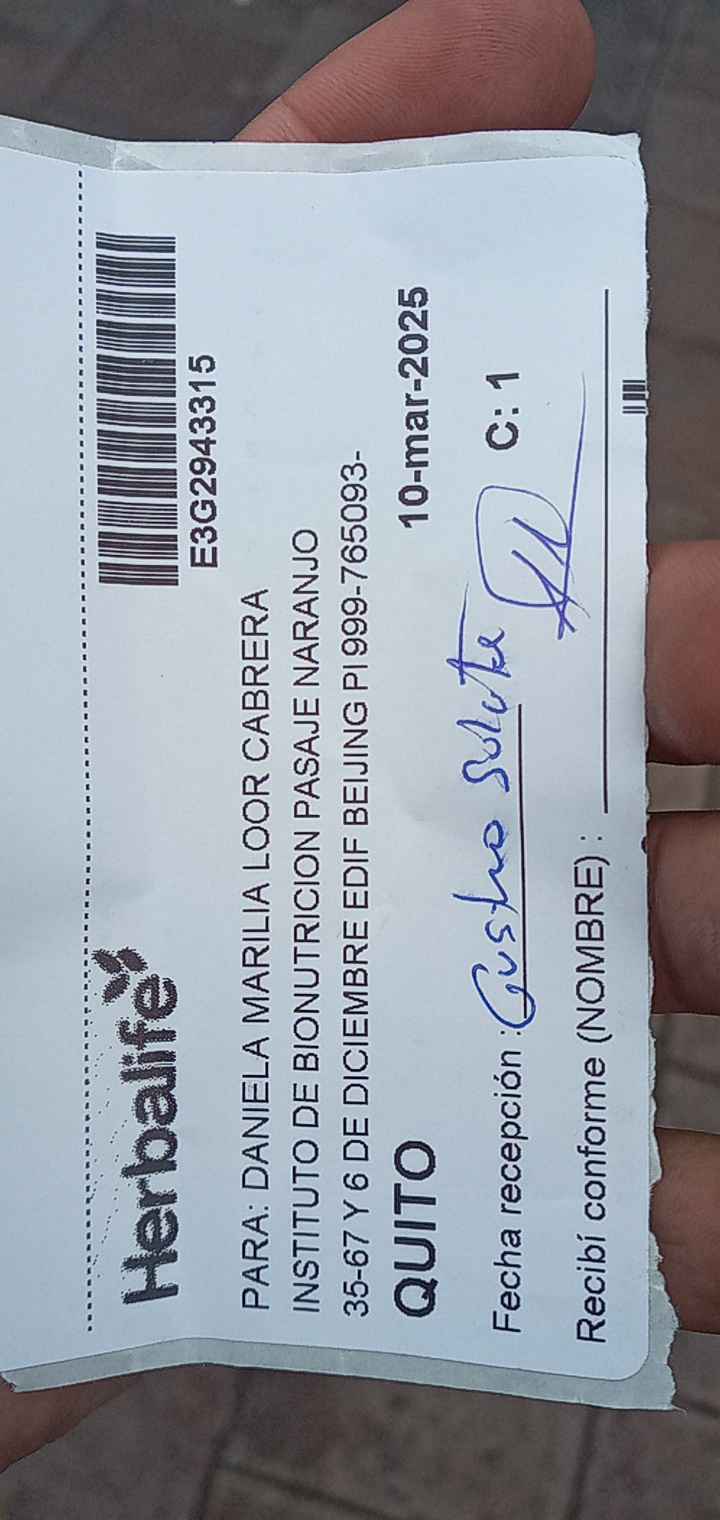 Herbalife
E3G2943315
PARA: DANIELA MARILIA LOOR CABRERA
INSTITUTO DE BIONUTRICION PASAJE NARANJO
35-67 Y 6 DE DICIEMBRE EDIF BEIJING PI 999-765093-
QUITO 10-mar-2025
Fecha recepción : C: 1
Recibí conforme (NOMBRE) :